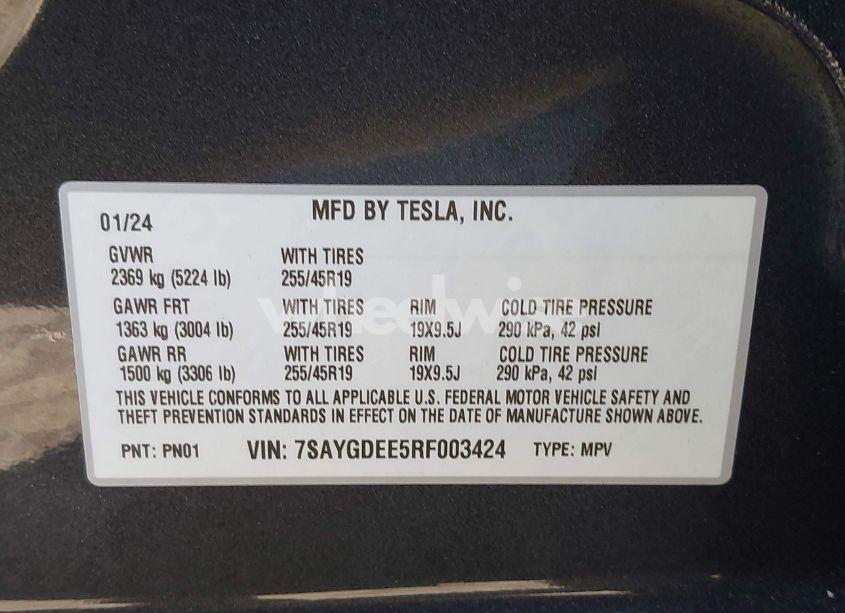 01/24 MFD BY TESLA, INC.
GVWR WITH TIRES
2369 kg (5224 lb) 255/45R19
GAWR FRT WITH TIRES RIM COLD TIRE PRESSURE
1363 kg (3004 lb) 255/45R19 19X9.5J 290 kPa, 42 psi
GAWR RR WITH TIRES RIM COLD TIRE PRESSURE
1500 kg (3306 lb) 255/45R19 19X9.5J 290 kPa, 42 psi
THIS VEHICLE CONFORMS TO ALL APPLICABLE U.S. FEDERAL MOTOR VEHICLE SAFETY AND
THEFT PREVENTION STANDARDS IN EFFECT ON THE DATE OF MANUFACTURE SHOWN ABOVE.
PNT: PN01 VIN: 7SAYGDEE5RF003424 TYPE: MPV